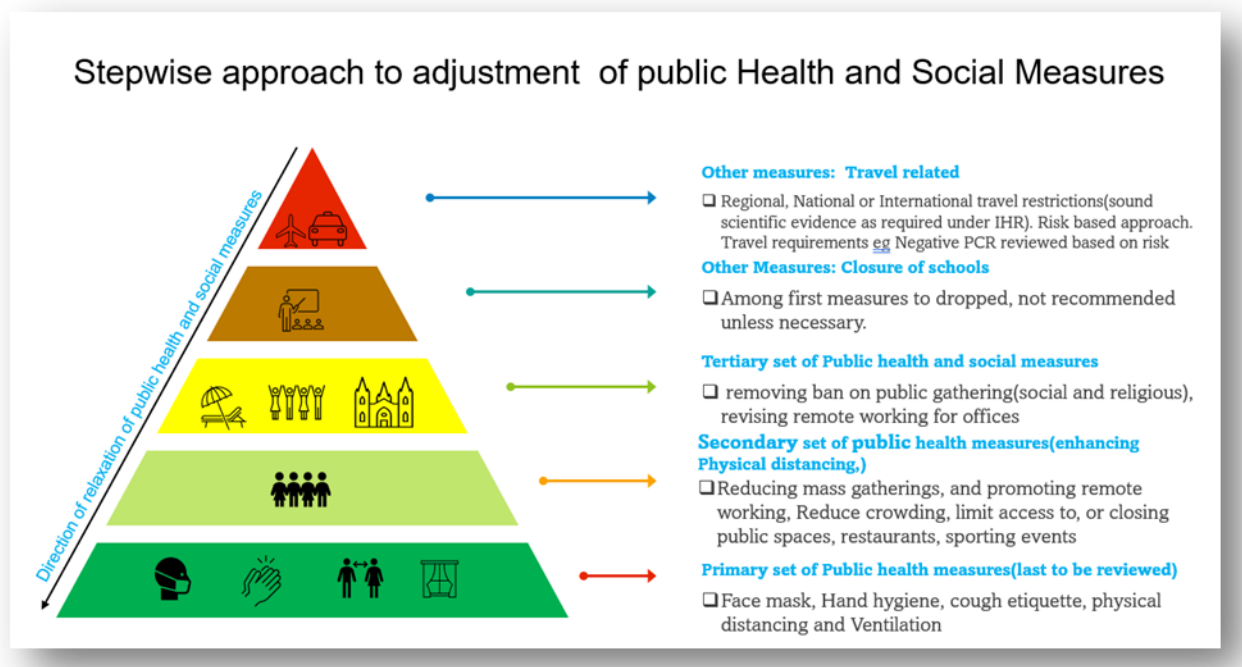 Stepwise approach to adjustment of public Health and Social Measures
Direction of relaxation of public health and social measures
Other measures: Travel related
❑ Regional, National or International travel restrictions(sound
scientific evidence as required under IHR). Risk based approach.
Travel requirements eg Negative PCR reviewed based on risk
Other Measures: Closure of schools
❑Among first measures to dropped, not recommended
unless necessary.
Tertiary set of Public health and social measures
❑ removing ban on public gathering(social and religious),
revising remote working for offices
Secondary set of public health measures(enhancing
Physical distancing,)
❑Reducing mass gatherings, and promoting remote
working, Reduce crowding, limit access to, or closing
public spaces, restaurants, sporting events
Primary set of Public health measures(last to be reviewed)
❑Face mask, Hand hygiene, cough etiquette, physical
distancing and Ventilation